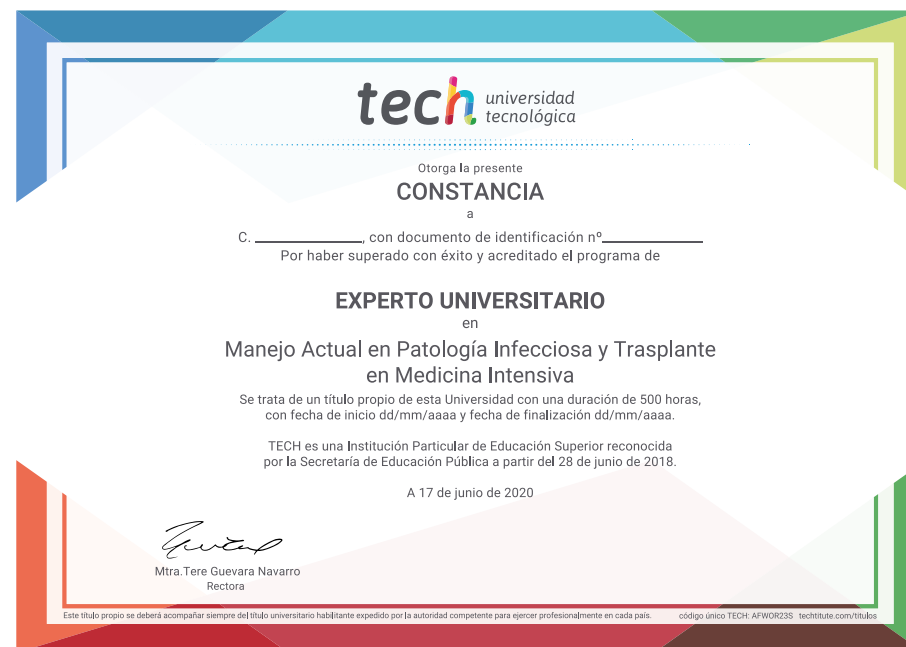 tech universidad
tecnológica
Otorga la presente
CONSTANCIA
a
C. ______________, con documento de identificación nº_____________
Por haber superado con éxito y acreditado el programa de
EXPERTO UNIVERSITARIO
en
Manejo Actual en Patología Infecciosa y Trasplante
en Medicina Intensiva
Se trata de un título propio de esta Universidad con una duración de 500 horas,
con fecha de inicio dd/mm/aaaa y fecha de finalización dd/mm/aaaa.
TECH es una Institución Particular de Educación Superior reconocida
por la Secretaría de Educación Pública a partir del 28 de junio de 2018.
A 17 de junio de 2020
Mtra.Tere Guevara Navarro
Rectora
Este título propio se deberá acompañar siempre del título universitario habilitante expedido por la autoridad competente para ejercer profesionalmente en cada país. código único TECH: AFWOR23S techtitute.com/titulos